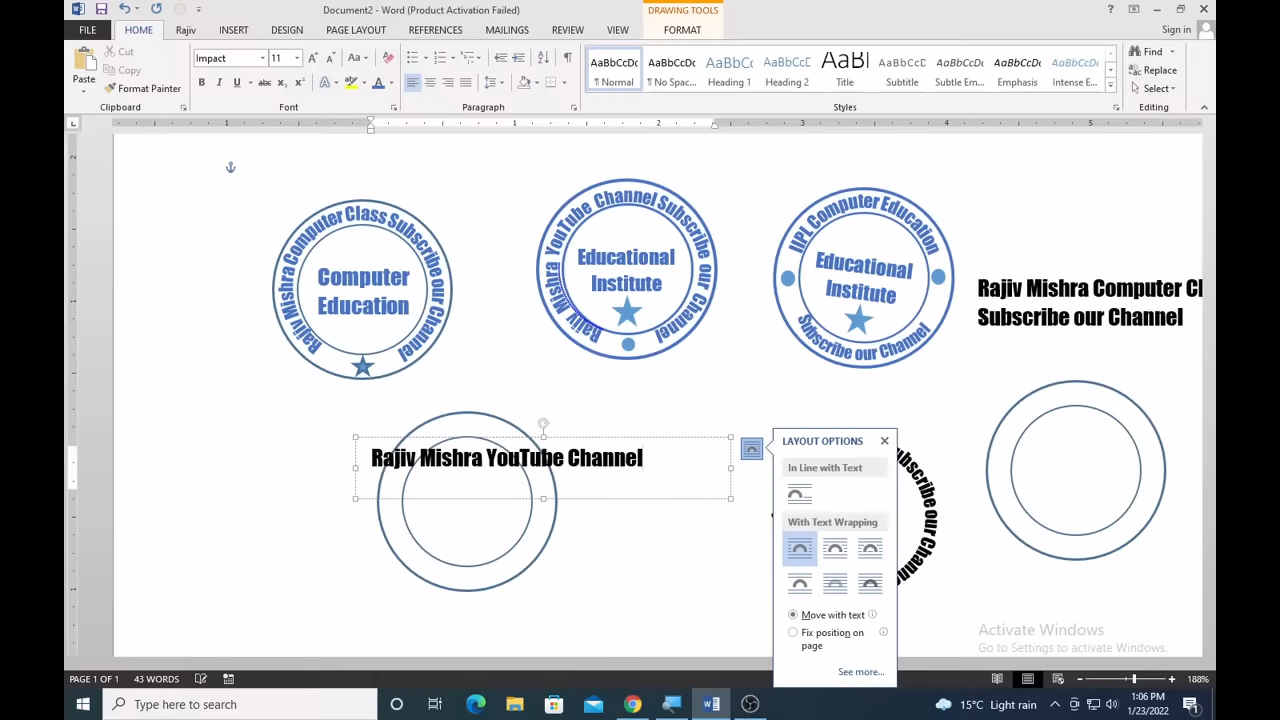 Document2 - Word (Product Activation Failed)
DRAWING TOOLS
FILE
HOME
Rajiv
INSERT
DESIGN
PAGE LAYOUT
REFERENCES
MAILINGS
REVIEW
VIEW
FORMAT
Sign in
Paste
Cut
Copy
Format Painter
Clipboard
Impact
11
Font
Paragraph
AaBbCcDc
¶ Normal
AaBbCcDc
¶ No Spac...
AaBbCc
Heading 1
AaBbCcC
Heading 2
AaBl
Title
AaBbCcD
Subtitle
AaBbCcDc
Subtle Em...
AaBbCcDc
Emphasis
AaBbCcDc
Intense E...
Styles
Find
Replace
Select
Editing
Rajiv Mishra Computer Class Subscribe our Channel
Computer
Education
Rajiv Mishra YouTube Channel Subscribe our Channel
Educational
Institute
IIPL Computer Education
Educational
Institute
Subscribe our Channel
Rajiv Mishra Computer Cl
Subscribe our Channel
Rajiv Mishra YouTube Channel
ubscribe our Channel
LAYOUT OPTIONS
In Line with Text
With Text Wrapping
Move with text
Fix position on
page
See more...
Activate Windows
Go to Settings to activate Windows.
PAGE 1 OF 1
43 WORDS
188%
Type here to search
15°C Light rain
1:06 PM
1/23/2022